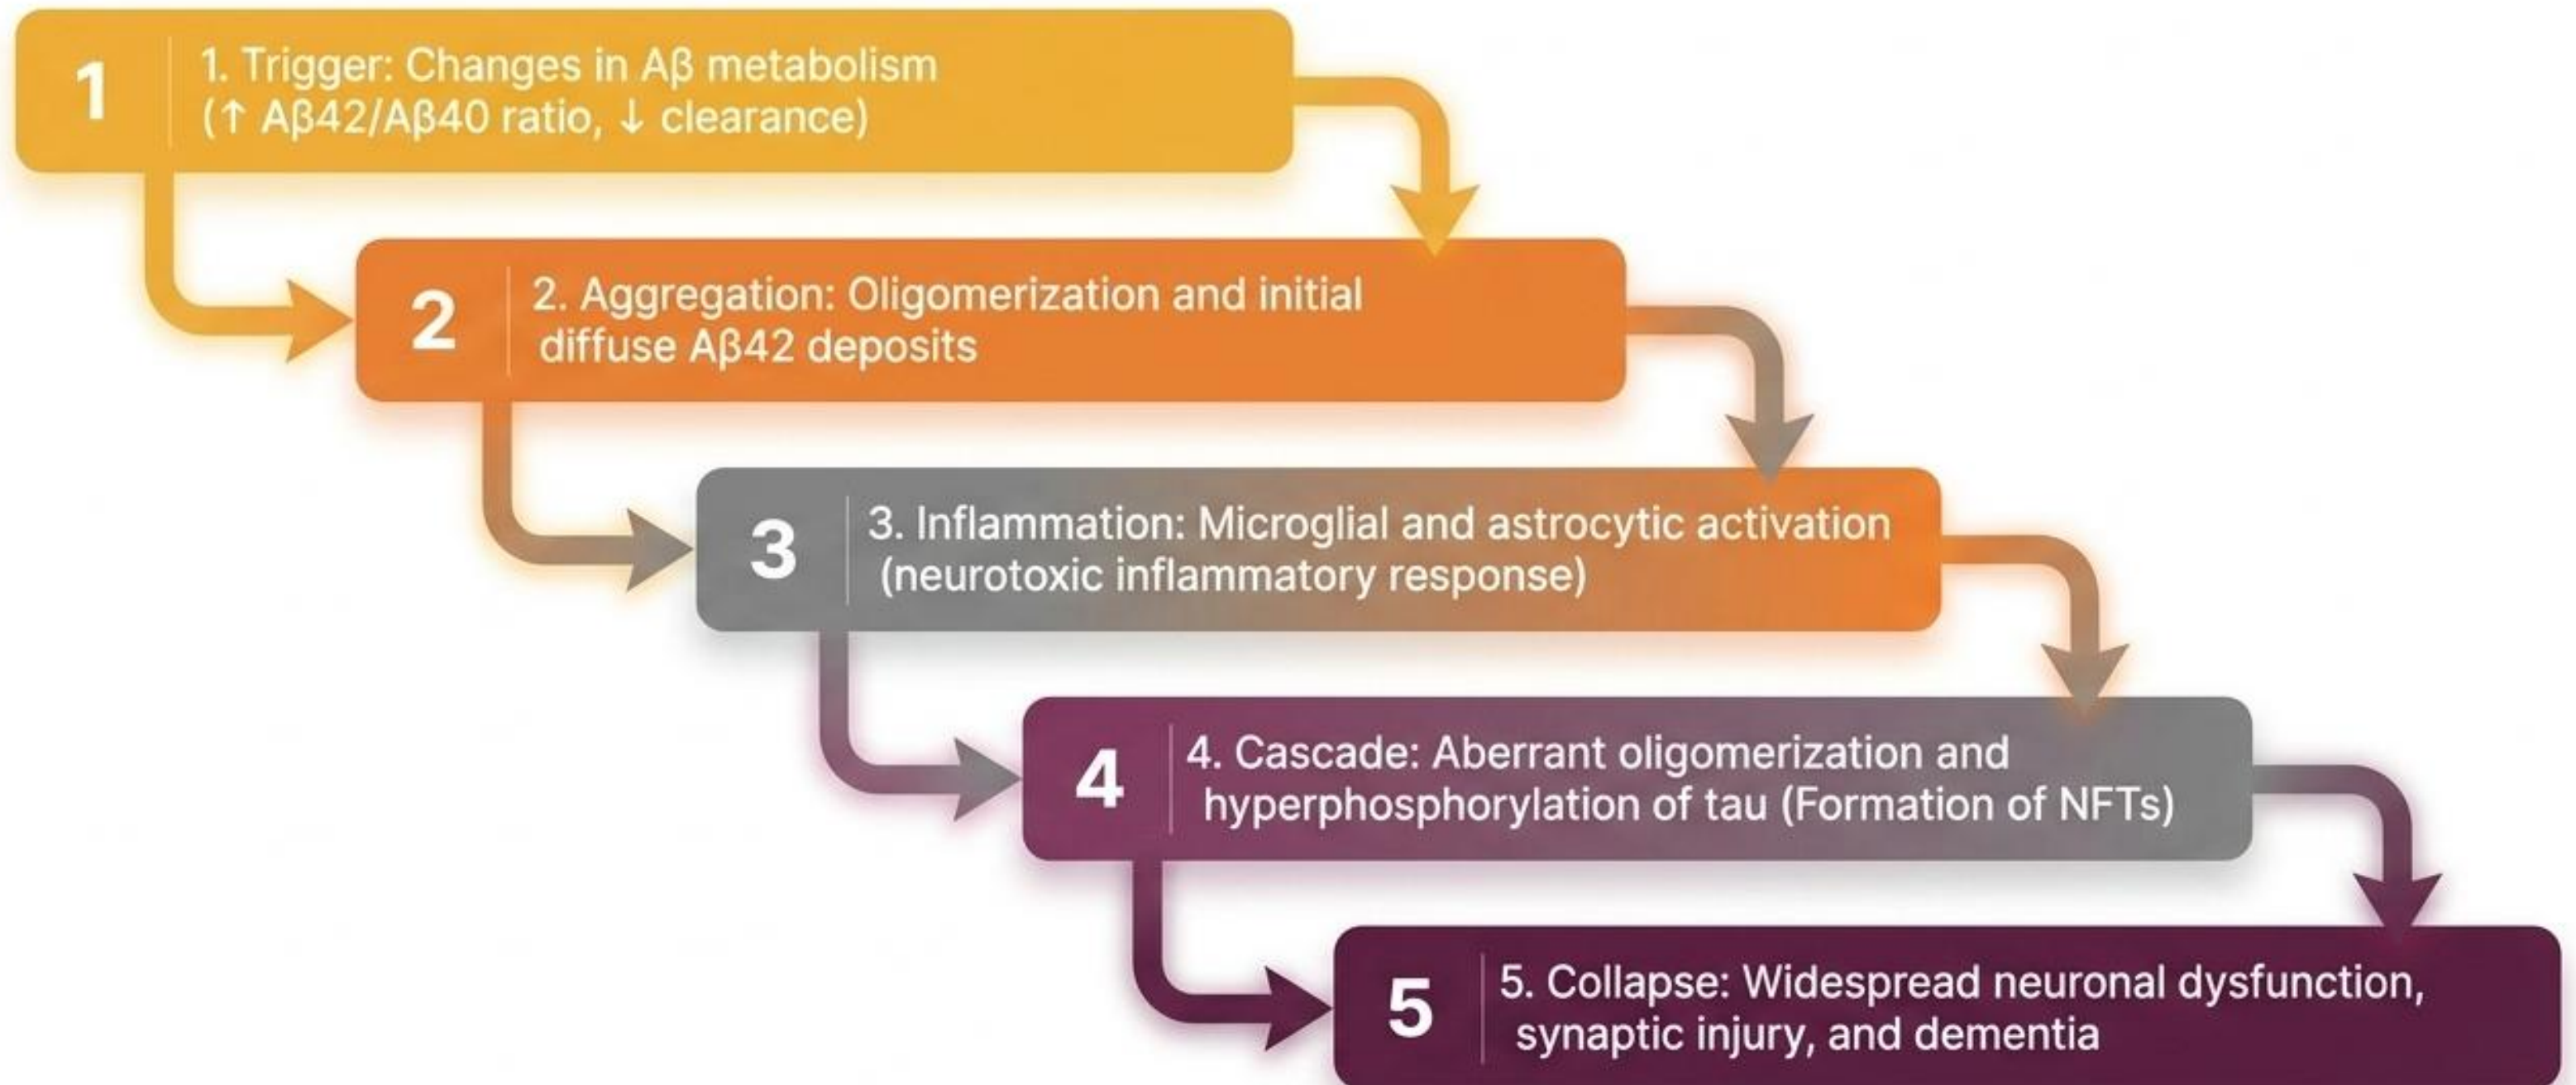 1
1. Trigger: Changes in Aβ metabolism
(↑ Aβ42/Aβ40 ratio, ↓ clearance)
2
2. Aggregation: Oligomerization and initial
diffuse Aβ42 deposits
3
3. Inflammation: Microglial and astrocytic activation
(neurotoxic inflammatory response)
4
4. Cascade: Aberrant oligomerization and
hyperphosphorylation of tau (Formation of NFTs)
5
5. Collapse: Widespread neuronal dysfunction,
synaptic injury, and dementia